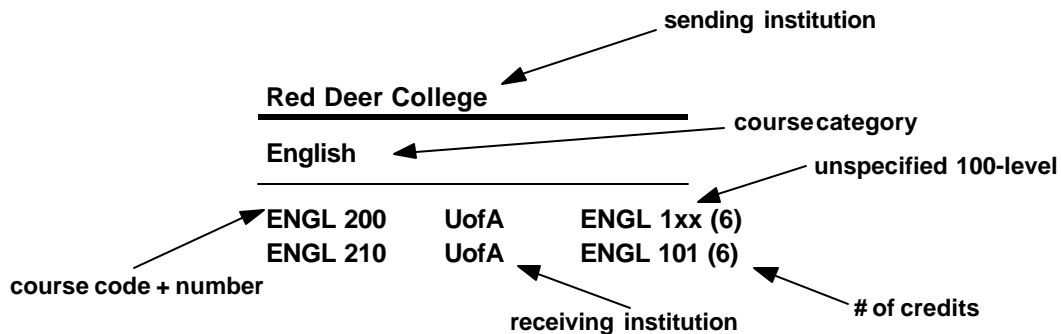 sending institution
Red Deer College
course category
English
unspecified 100-level
ENGL 200 UofA ENGL 1xx (6)
ENGL 210 UofA ENGL 101 (6)
course code + number
# of credits
receiving institution